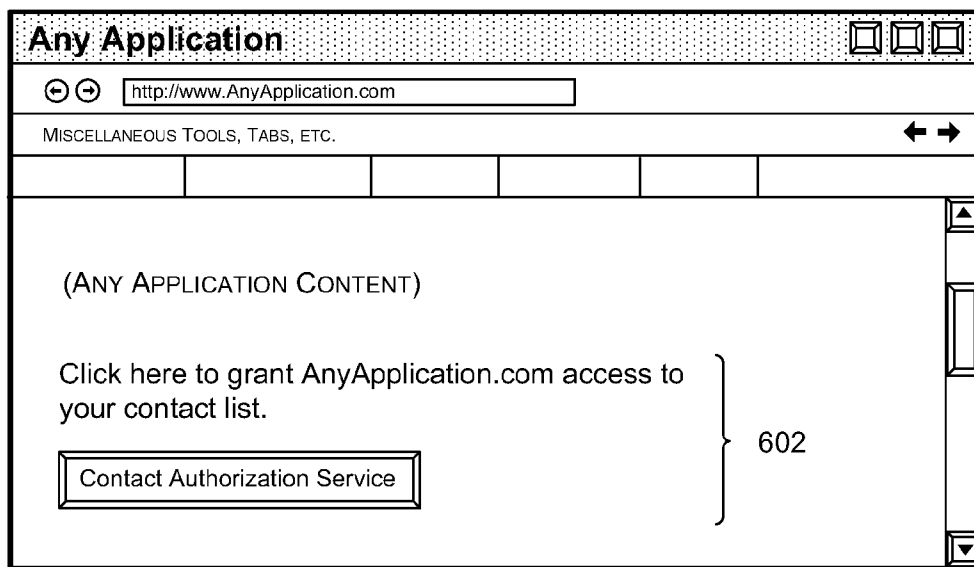 Any Application
http://www.AnyApplication.com
MISCELLANEOUS TOOLS, TABS, ETC.
(ANY APPLICATION CONTENT)
Click here to grant AnyApplication.com access to
your contact list.
602
Contact Authorization Service